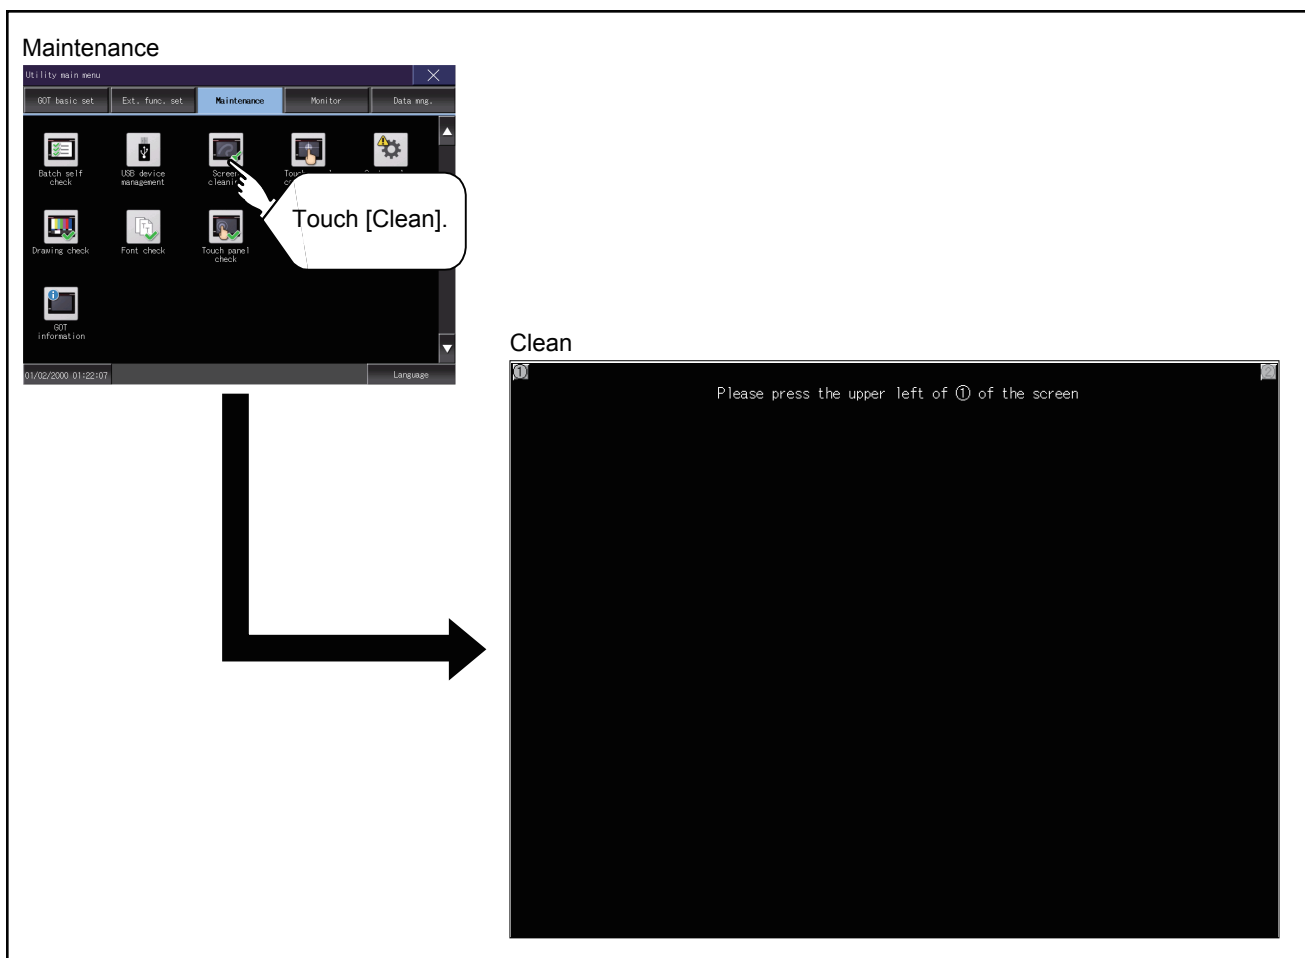 Maintenance
Utility main menu
GOT basic set
Ext. func. set
Maintenance
Monitor
Data mng.
Batch self
check
USB device
management
Screen
Drawing check
Font check
Touch panel
check
GOT
information
Touch [Clean].
01/02/2000 01:22:07
Language
Clean
① ②
Please press the upper left of ① of the screen